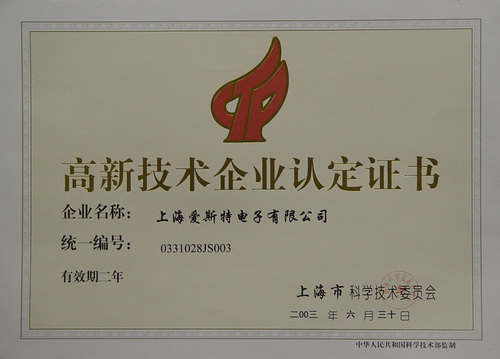 高新技术企业认定证书
企业名称: 上海爱斯特电子有限公司
统一编号: 0331028JS003
有效期二年
上海市科学技术委员会
二00三 年 六 月 三十日
中华人民共和国科学技术部监制